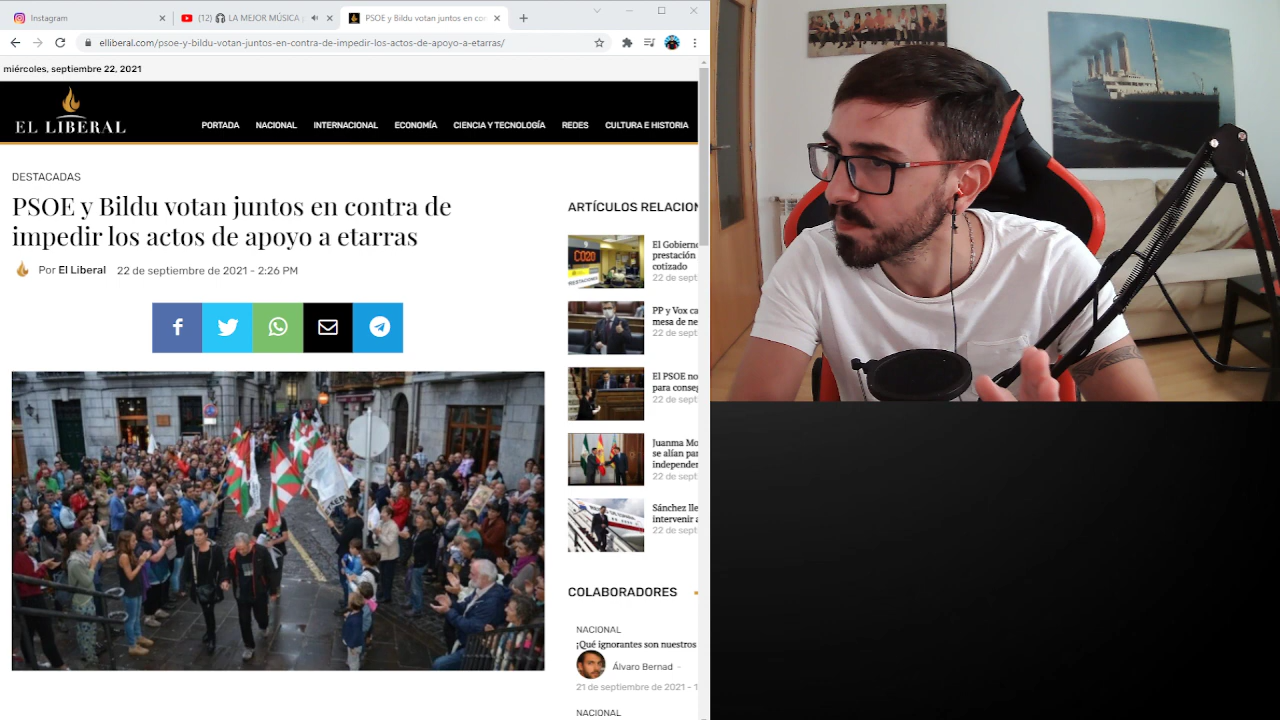 Instagram
(12) 🎧 LA MEJOR MÚSICA
PSOE y Bildu votan juntos en co
elliberal.com/psoe-y-bildu-votan-juntos-en-contra-de-impedir-los-actos-de-apoyo-a-etarras/
miércoles, septiembre 22, 2021
EL LIBERAL
PORTADA NACIONAL INTERNACIONAL ECONOMÍA CIENCIA Y TECNOLOGÍA REDES CULTURA E HISTORIA
DESTACADAS
PSOE y Bildu votan juntos en contra de
impedir los actos de apoyo a etarras
Por El Liberal 22 de septiembre de 2021 - 2:26 PM
ARTÍCULOS RELACION
El Gobierno
prestación
cotizado
22 de sept
PP y Vox ca
mesa de ne
22 de sept
El PSOE no
para conseg
22 de sept
Juanma Mo
se alían par
independen
22 de sept
Sánchez lle
intervenir a
22 de sept
COLABORADORES
NACIONAL
¡Qué ignorantes son nuestros
Álvaro Bernad –
21 de septiembre de 2021 - 1
NACIONAL